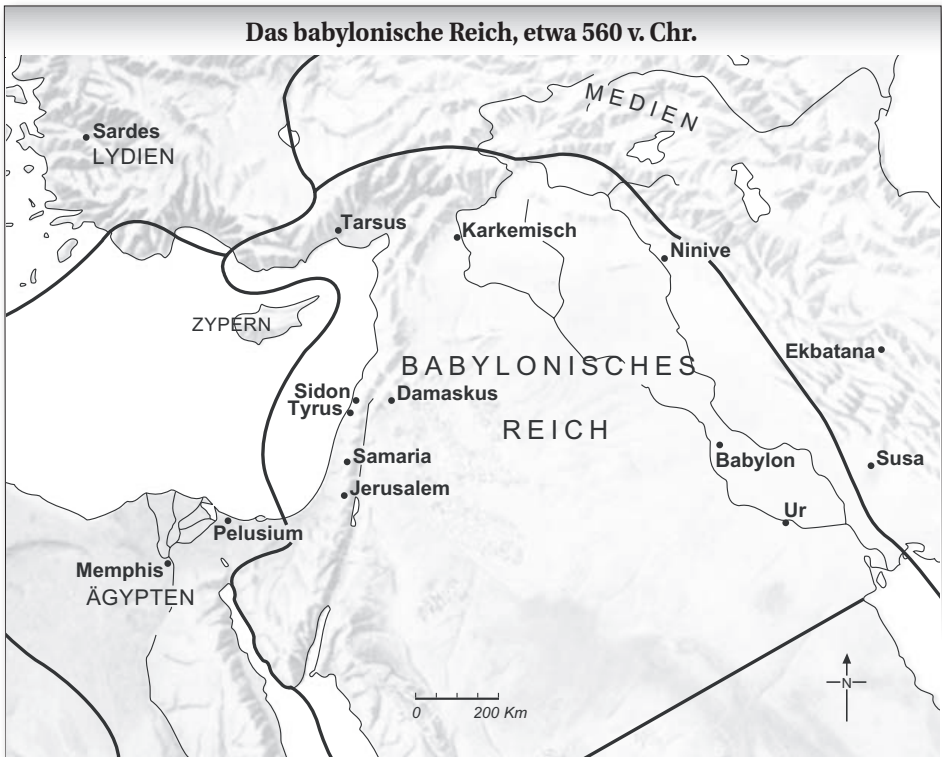 Das babylonische Reich, etwa 560 v. Chr.
MEDIEN
Sardes
LYDIEN
Tarsus
Karkemisch
Ninive
ZYPERN
Ekbatana
BABYLONISCHES
REICH
Sidon
Tyrus
Damaskus
Samaria
Babylon
Susa
Jerusalem
Ur
Pelusium
Memphis
ÄGYPTEN
N
0 200 Km